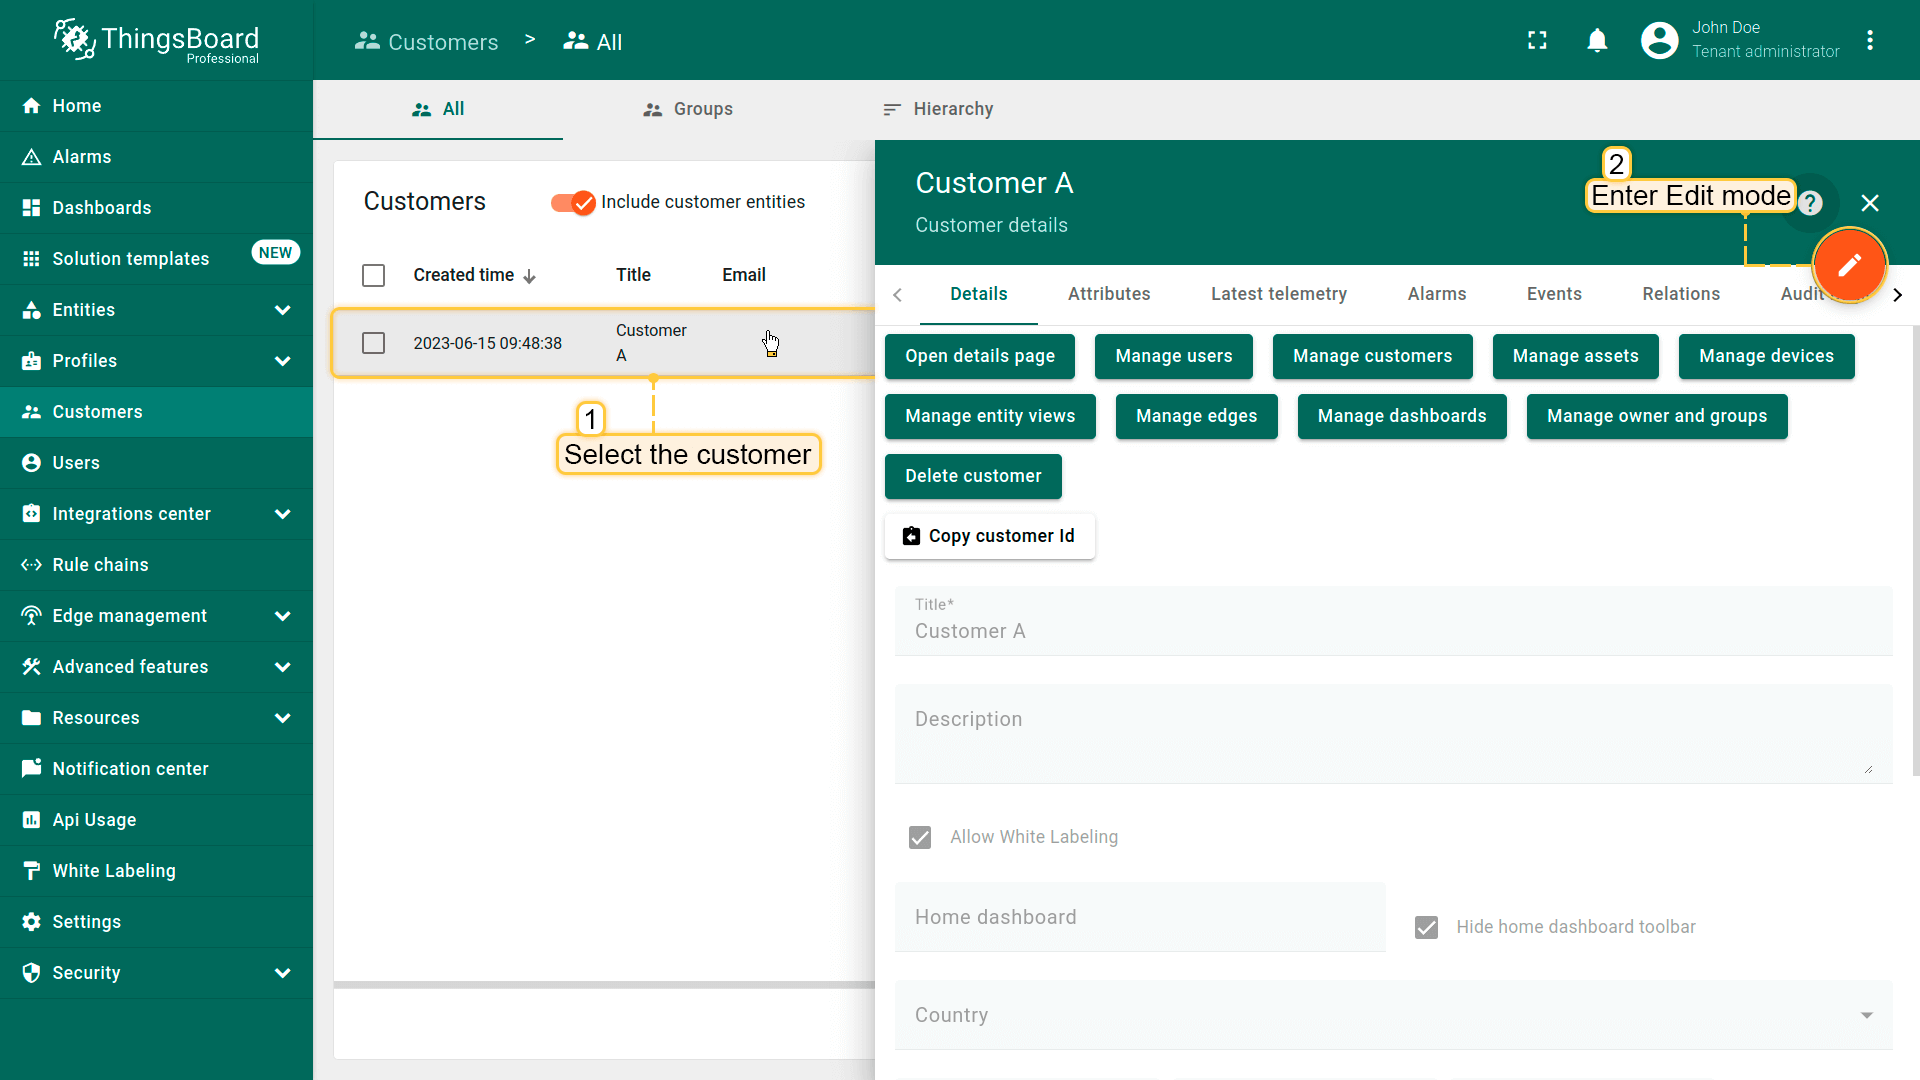 ThingsBoard
Professional
Customers > All
John Doe
Tenant administrator
Home
Alarms
Dashboards
Solution templates NEW
Entities
Profiles
Customers
Users
Integrations center
Rule chains
Edge management
Advanced features
Resources
Notification center
Api Usage
White Labeling
Settings
Security
All Groups Hierarchy
Customers Include customer entities
Created time Title Email
2023-06-15 09:48:38 Customer
A
1
Select the customer
Customer A
Customer details
2
Enter Edit mode
?
Details Attributes Latest telemetry Alarms Events Relations Audit
Open details page Manage users Manage customers Manage assets Manage devices
Manage entity views Manage edges Manage dashboards Manage owner and groups
Delete customer
Copy customer Id
Title*
Customer A
Description
Allow White Labeling
Home dashboard Hide home dashboard toolbar
Country